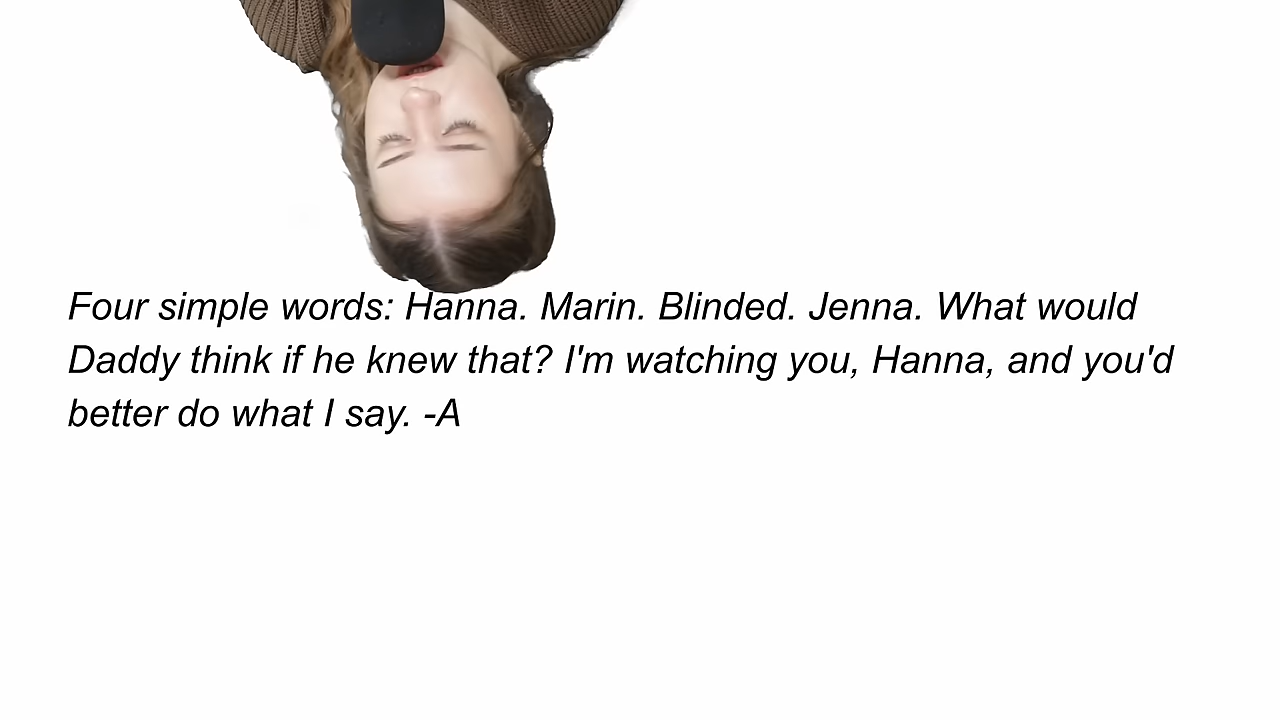 Four simple words: Hanna. Marin. Blinded. Jenna. What would
Daddy think if he knew that? I'm watching you, Hanna, and you'd
better do what I say. -A